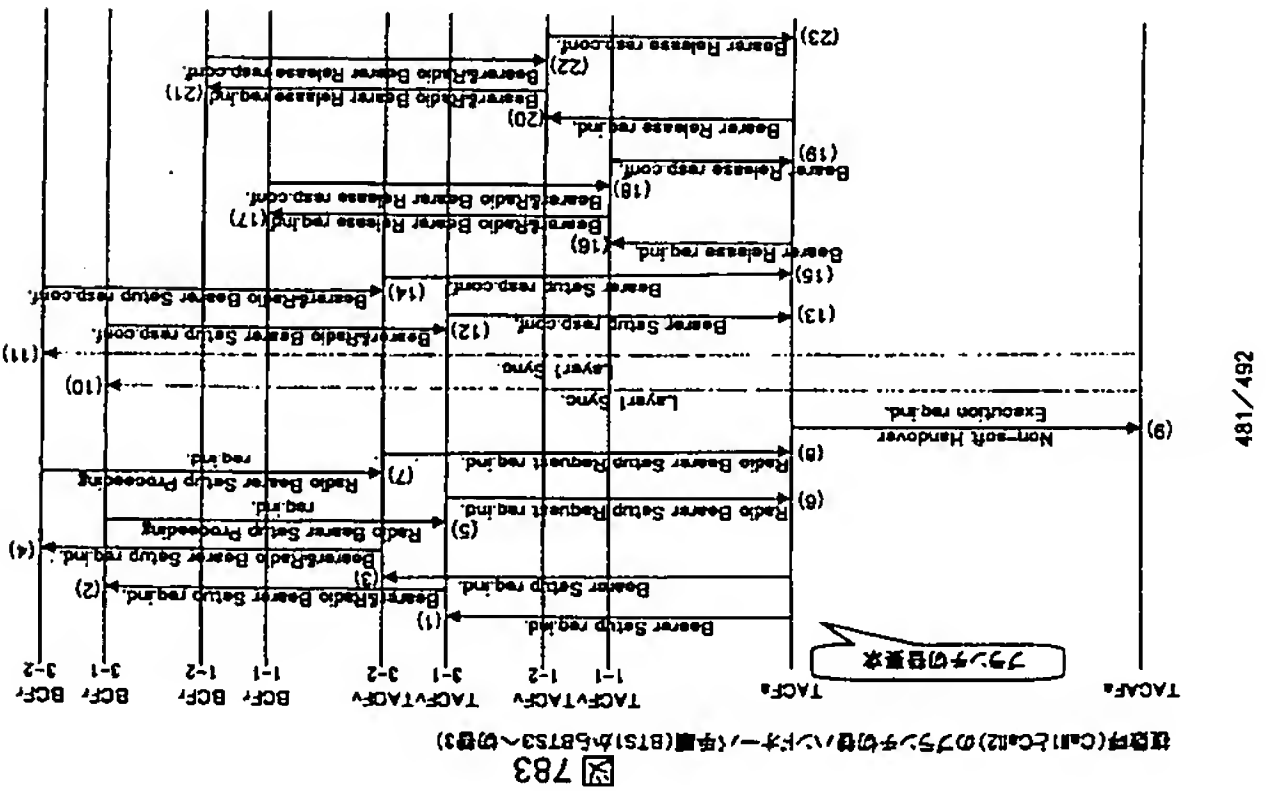 図 783
複数呼(Call1とCall2)のブランチ切替ハンドオーバ手順(BTS1からBTS3へ切替)
TACAFa
TACFa
TACFv 1-1
TACFv 1-2
TACFv 3-1
TACFv 3-2
BCFr 1-1
BCFr 1-2
BCFr 3-1
BCFr 3-2
ブランチ切替要求
Bearer Setup req.ind. (1)
Bearer&Radio Bearer Setup req.ind. (2)
Bearer Setup req.ind. (3)
Bearer&Radio Bearer Setup req.ind. (4)
(5) Radio Bearer Setup Proceeding
req.ind.
(6) Radio Bearer Setup Request req.ind.
(7) Radio Bearer Setup Proceeding
req.ind.
(8) Radio Bearer Setup Request req.ind.
(9) Non-soft Handover
Execution req.ind.
Layer1 Sync. (10)
Layer1 Sync. (11)
(12) Bearer&Radio Bearer Setup resp.conf.
(13) Bearer Setup resp.conf.
(14) Bearer&Radio Bearer Setup resp.conf.
(15) Bearer Setup resp.conf.
Bearer Release req.ind. (16)
Bearer&Radio Bearer Release req.ind. (17)
(18) Bearer&Radio Bearer Release resp.conf.
(19) Bearer Release resp.conf.
Bearer Release req.ind. (20)
Bearer&Radio Bearer Release req.ind. (21)
(22) Bearer&Radio Bearer Release resp.conf.
(23) Bearer Release resp.conf.
481/492